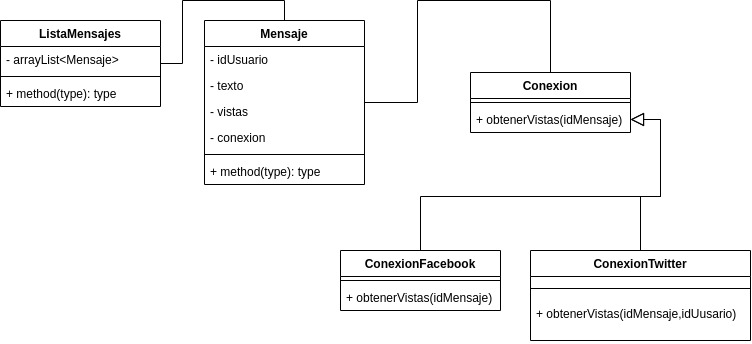 ListaMensajes
- arrayList<Mensaje>
+ method(type): type
Mensaje
- idUsuario
- texto
- vistas
- conexion
+ method(type): type
Conexion
+ obtenerVistas(idMensaje)
ConexionFacebook
+ obtenerVistas(idMensaje)
ConexionTwitter
+ obtenerVistas(idMensaje,idUusario)